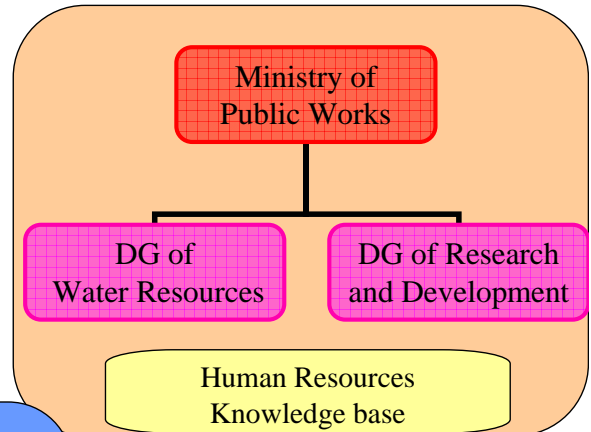 Ministry of
Public Works
DG of
Water Resources
DG of Research
and Development
Human Resources
Knowledge base